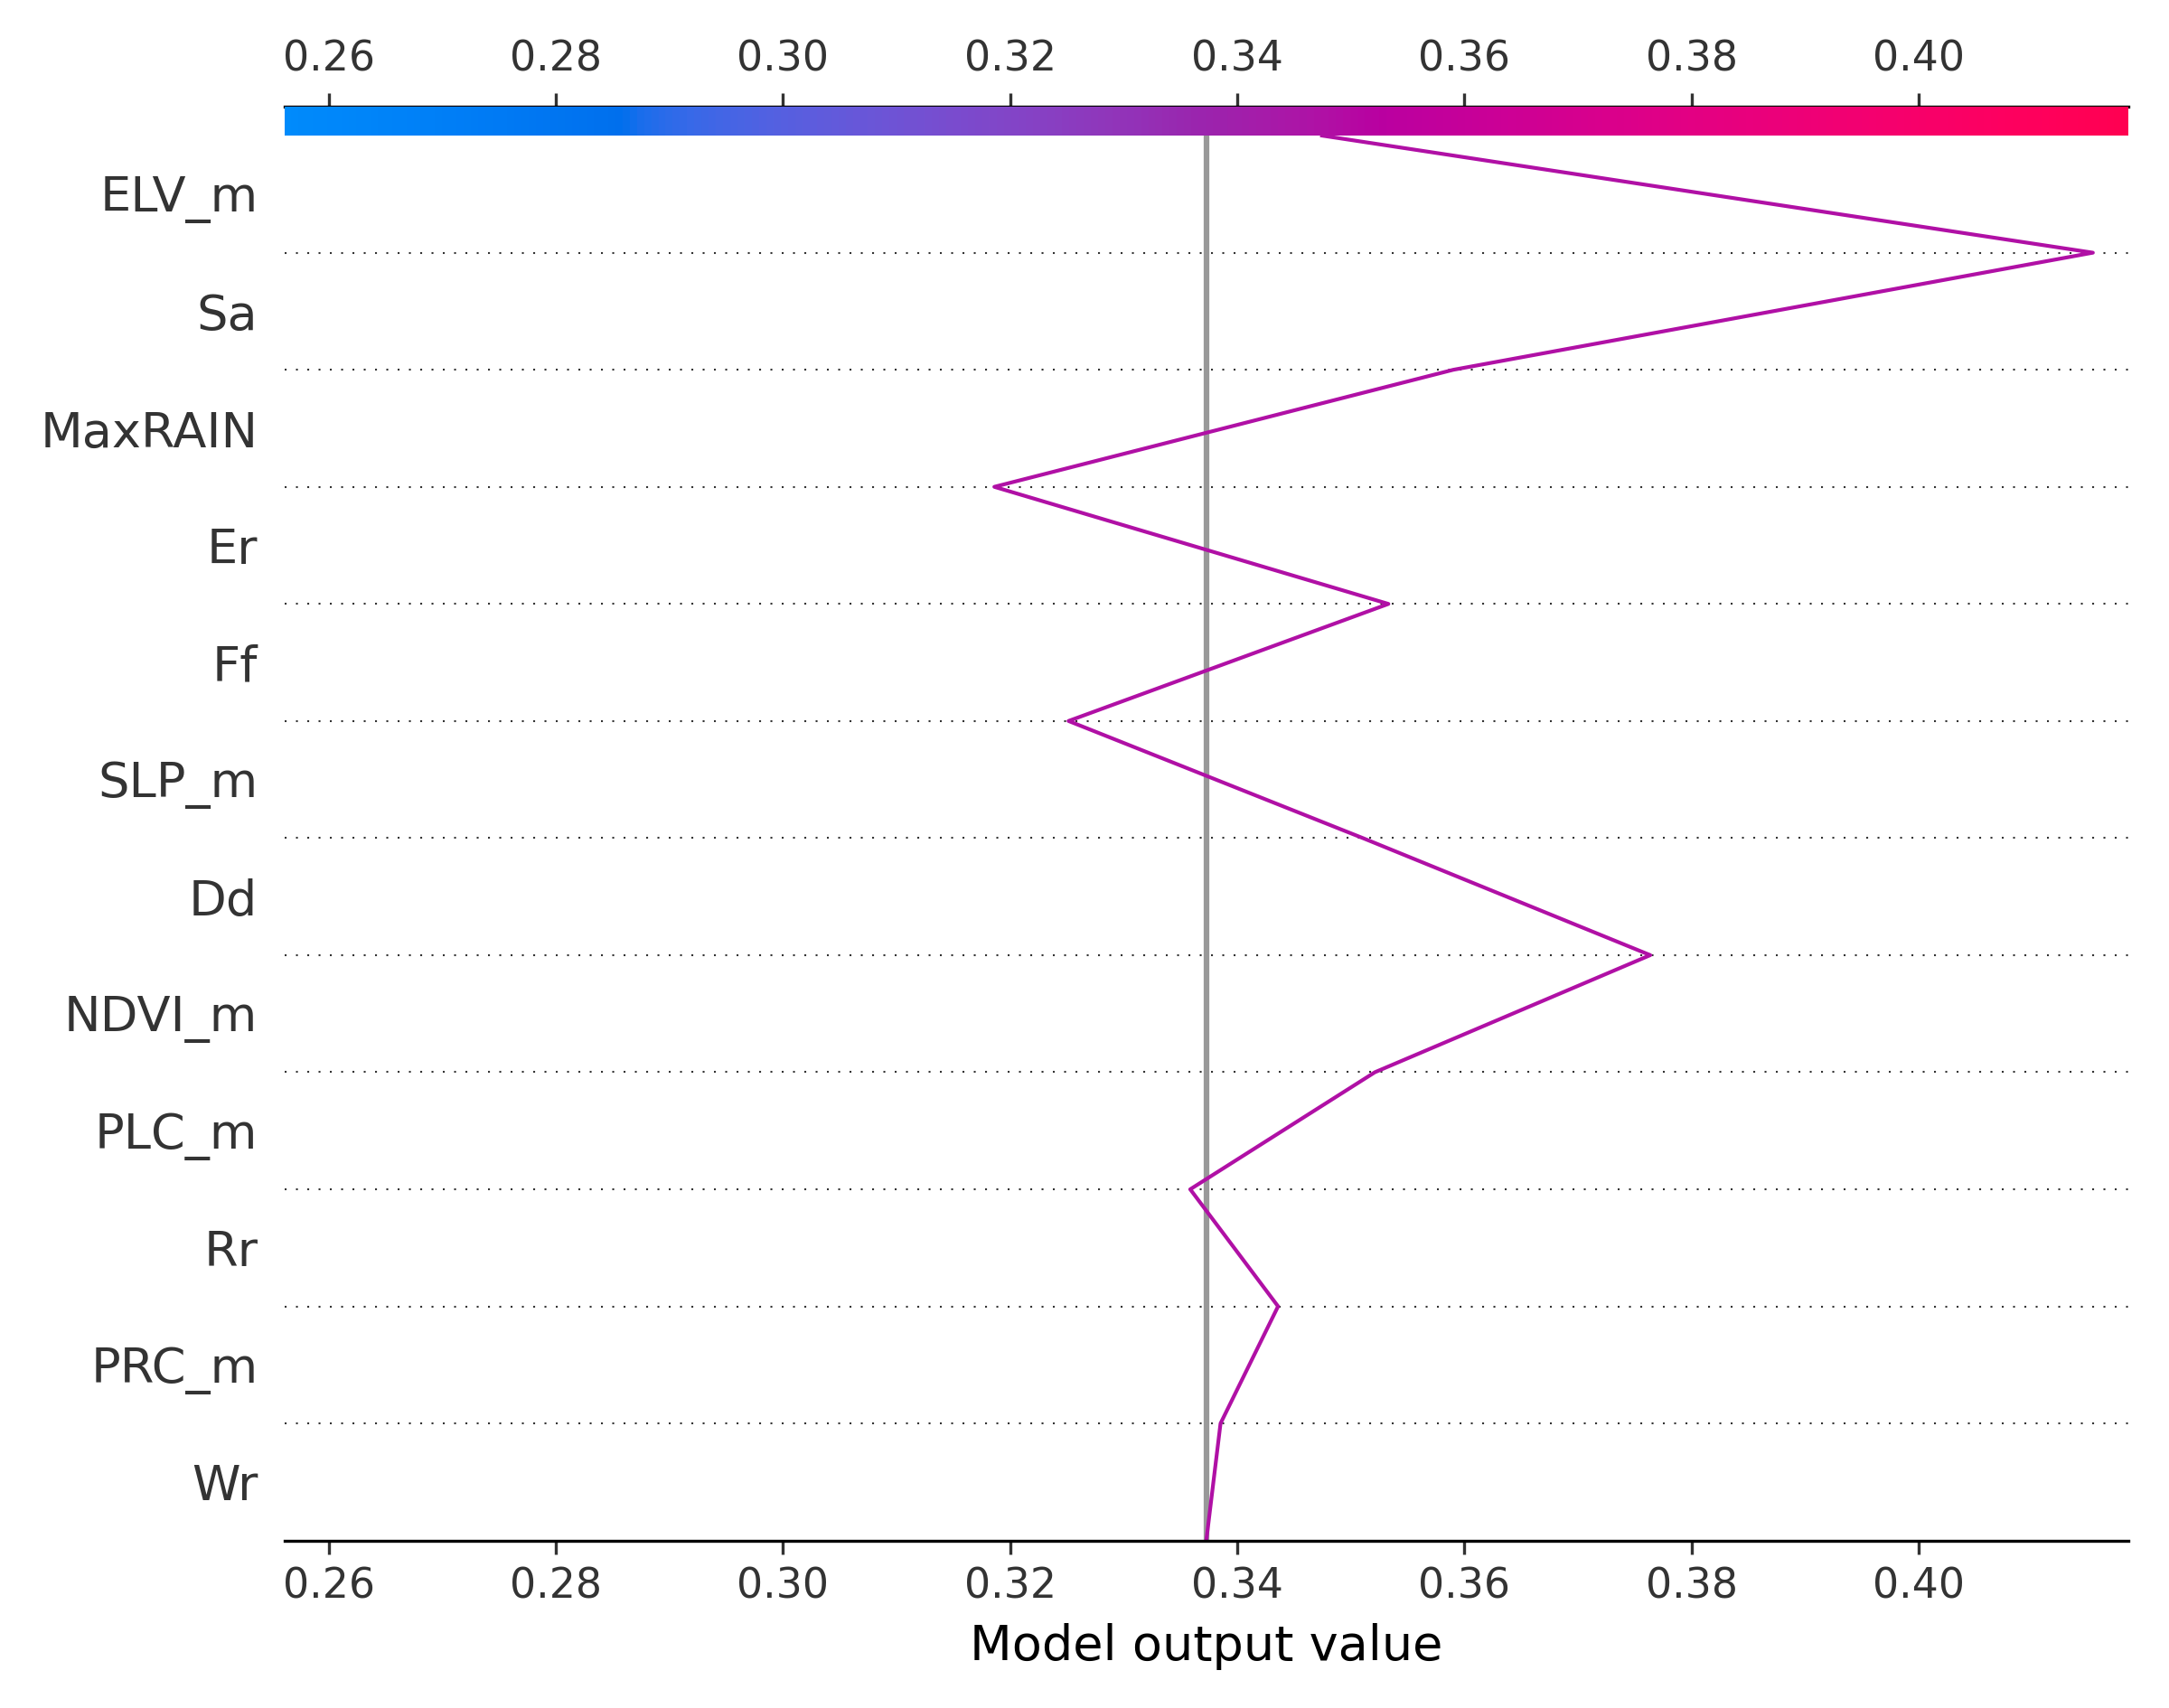 0.26 0.28 0.30 0.32 0.34 0.36 0.38 0.40
ELV_m
Sa
MaxRAIN
Er
Ff
SLP_m
Dd
NDVI_m
PLC_m
Rr
PRC_m
Wr
0.26 0.28 0.30 0.32 0.34 0.36 0.38 0.40
Model output value